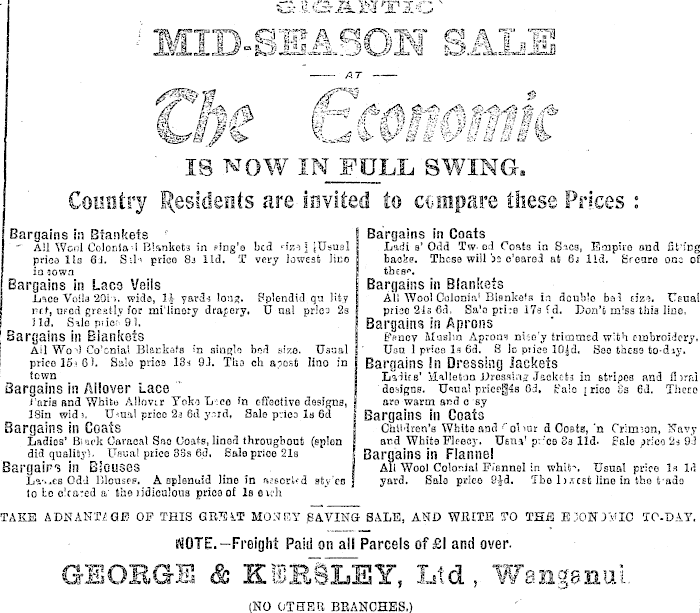 GIGANTIC
MID-SEASON SALE
— AT —
The Economic
IS NOW IN FULL SWING.
Country Residents are invited to compare these Prices :
Bargains in Blankets
All Wool Colonial Blankets in single bed size. Usual
price 11s 6d. Sale price 8s 11d. T very lowest line
in town
Bargains in Lace Veils
Lace Veils 20in. wide, 1½ yards long. Splendid quality
net, used greatly for millinery drapery. Usual price 2s
11d. Sale price 9d.
Bargains in Blankets
All Wool Colonial Blankets in single bed size. Usual
price 15s 6d. Sale price 13s 9d. The cheapest line in
town
Bargains in Allover Lace
Paris and White Allover Yoke Lace in effective designs,
18in wide. Usual price 2s 6d yard. Sale price 1s 6d
Bargains in Coats
Ladies' Black Caracal Sac Coats, lined throughout (splen
did quality). Usual price 38s 6d. Sale price 21s
Bargains in Blouses
Ladies Odd Blouses. A splenuid line in assorted styles
to be cleared at the ridiculous price of 1s each
Bargains in Coats
Ladies' Odd Tweed Coats in Sacs, Empire and fitting
backs. These will be cleared at 6s 11d. Secure one of
these.
Bargains in Blankets
All Wool Colonial Blankets in double bed size. Usual
price 21s 6d. Sale price 17s 6d. Don't miss this line.
Bargains in Aprons
Fancy Muslin Aprons nicely trimmed with embroidery.
Usual price 1s 6d. Sale price 10½d. See these to-day.
Bargains in Dressing Jackets
Ladies' Malleton Dressing Jackets in stripes and floral
designs. Usual price 4s 6d. Sale price 3s 6d. These
are warm and cosy
Bargains in Coats
Children's White and Colour d Coats, in Crimson, Navy
and White Fleecy. Usual price 3s 11d. Sale price 2s 9d
Bargains in Flannel
All Wool Colonial Flannel in white. Usual price 1s 1d
yard. Sale price 9½d. The lowest line in the trade
TAKE ADNANTAGE OF THIS GREAT MONEY SAVING SALE, AND WRITE TO THE ECONOMIC TO-DAY.
NOTE.—Freight Paid on all Parcels of £1 and over.
GEORGE & KERSLEY, Ltd, Wanganui
(NO OTHER BRANCHES.)